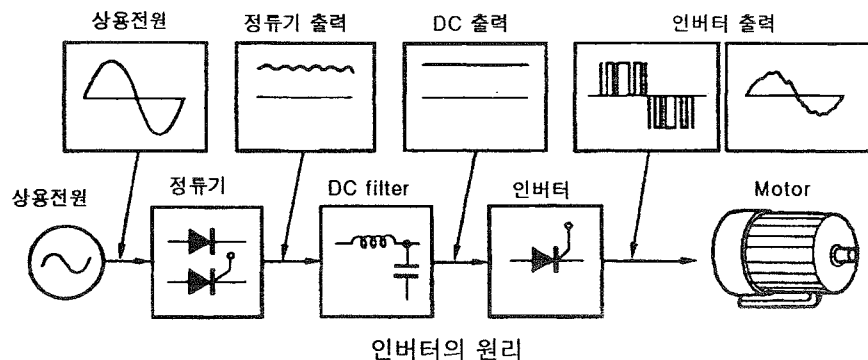 상용전원
정류기 출력
DC 출력
인버터 출력
상용전원
정류기
DC filter
인버터
Motor
인버터의 원리